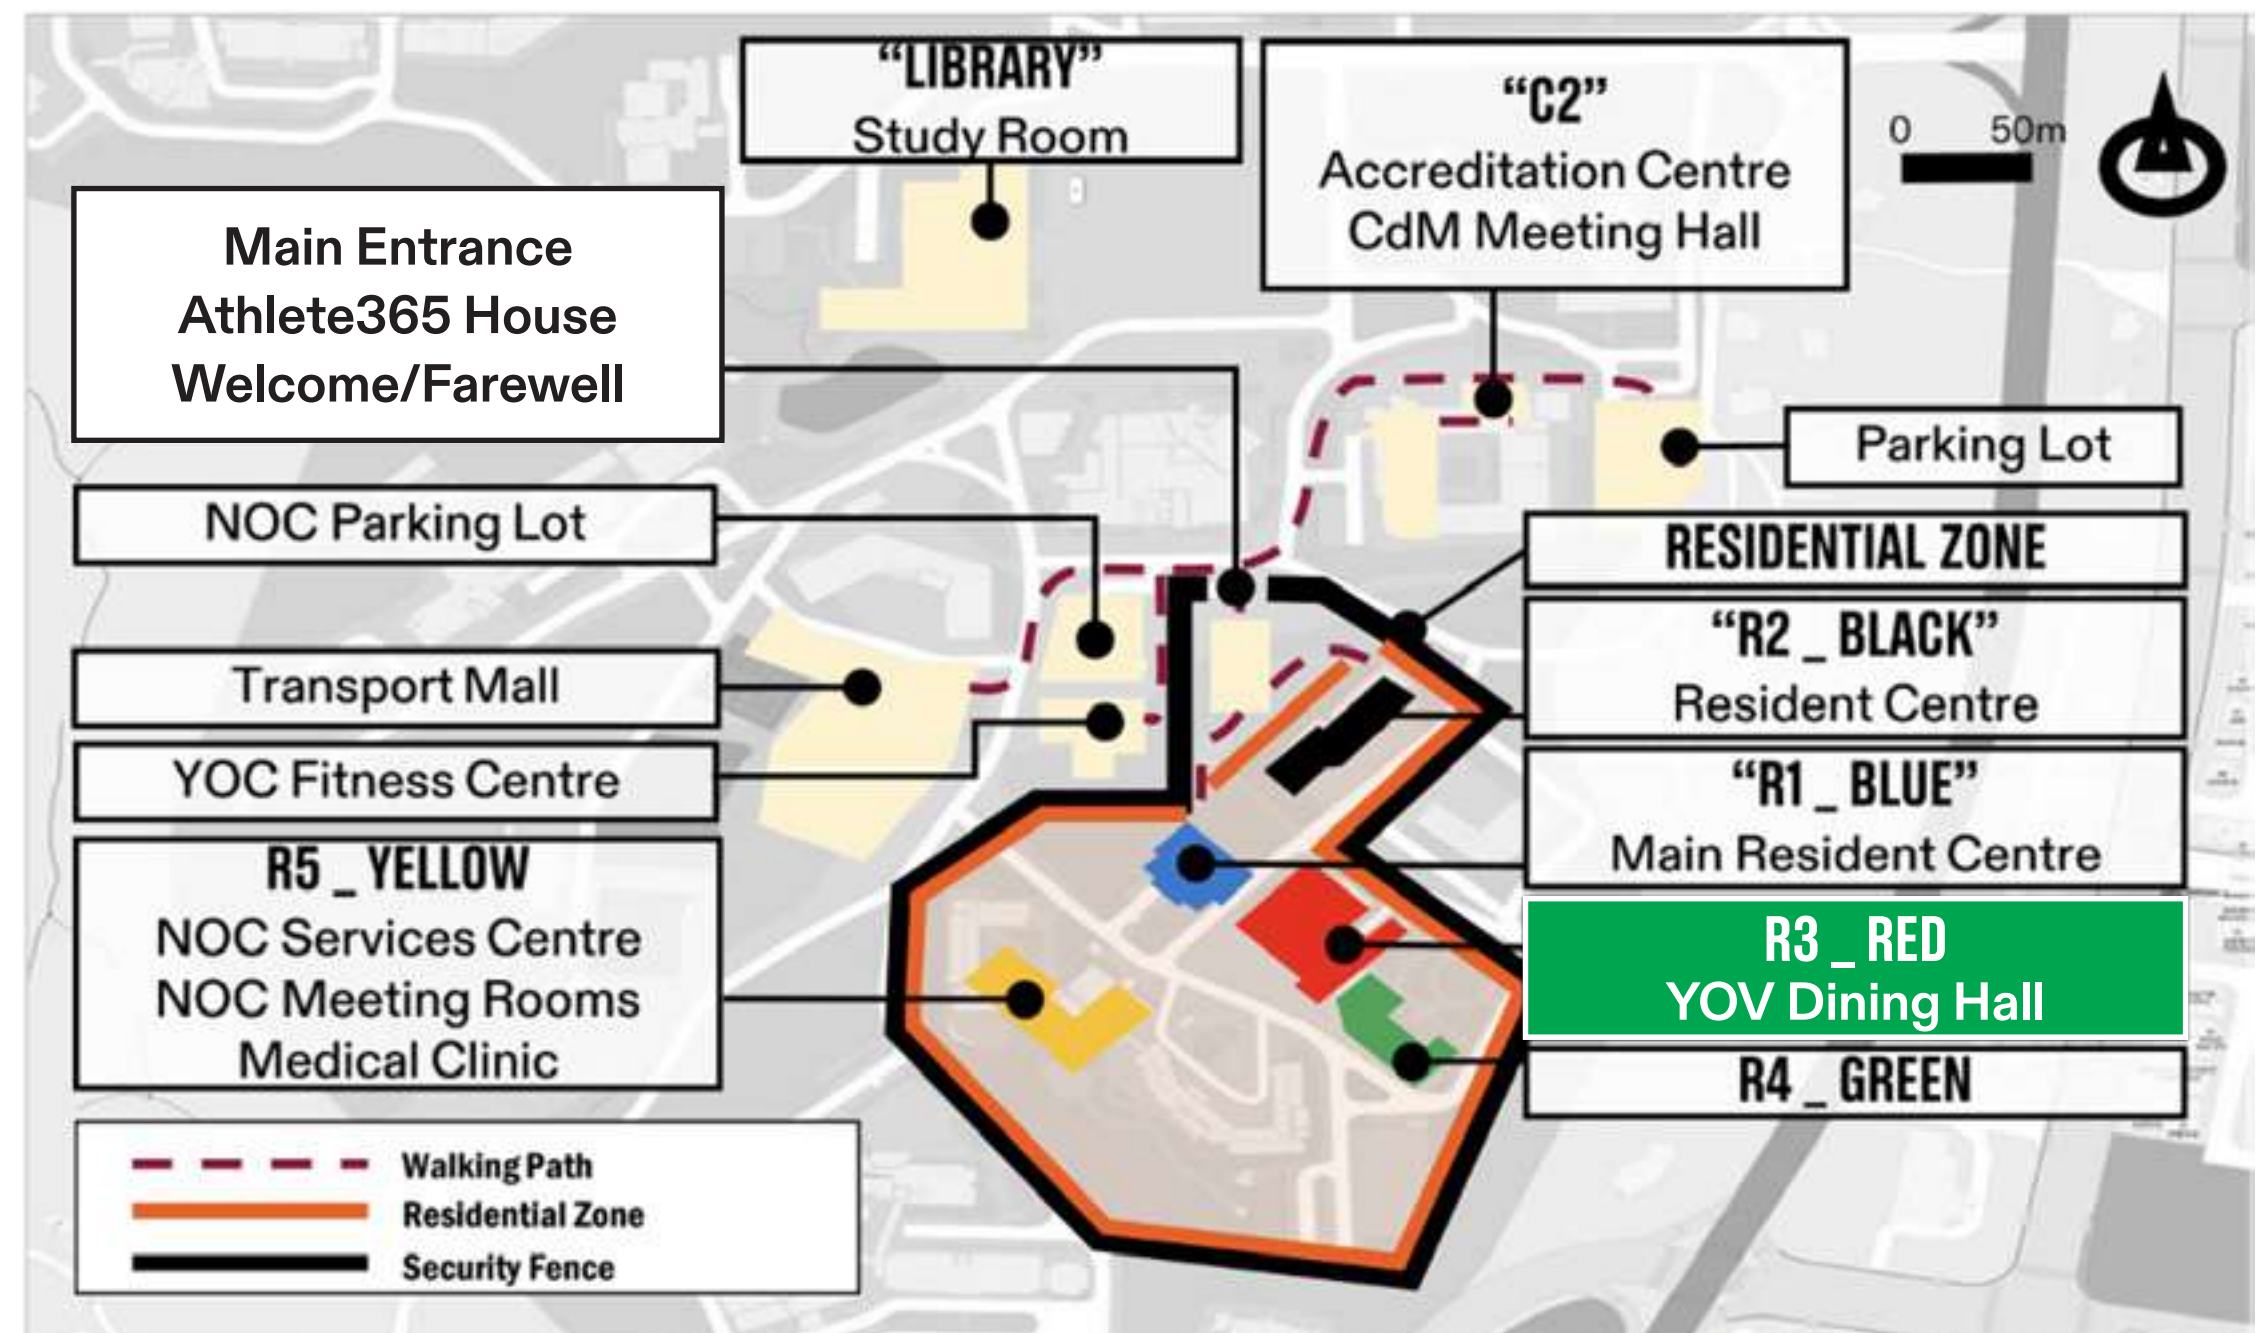 “LIBRARY”
Study Room
“C2”
Accreditation Centre
CdM Meeting Hall
0 50m
Main Entrance
Athlete365 House
Welcome/Farewell
Parking Lot
NOC Parking Lot
RESIDENTIAL ZONE
“R2 _ BLACK”
Resident Centre
Transport Mall
YOC Fitness Centre
“R1 _ BLUE”
Main Resident Centre
R5 _ YELLOW
NOC Services Centre
NOC Meeting Rooms
Medical Clinic
R3 _ RED
YOV Dining Hall
R4 _ GREEN
Walking Path
Residential Zone
Security Fence